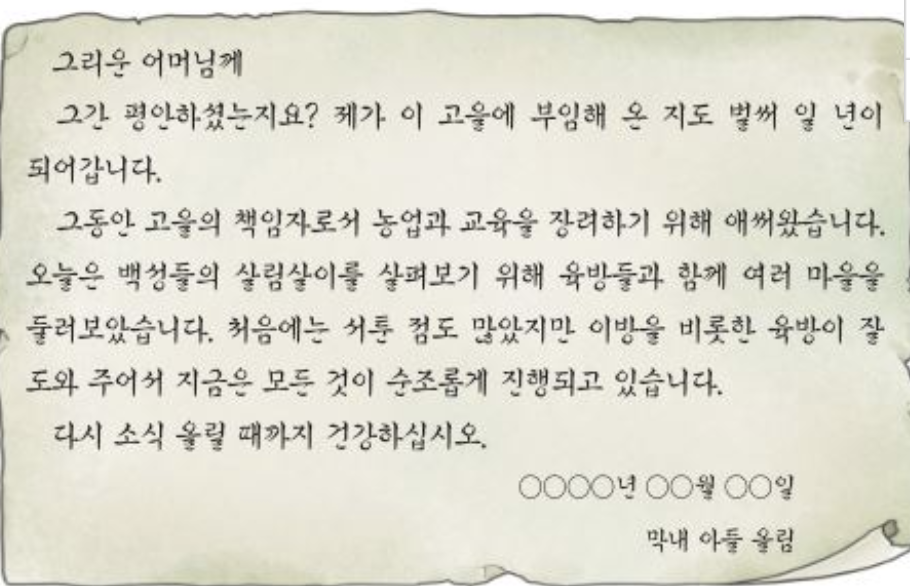 그리운 어머님께
그간 평안하셨는지요? 제가 이 고을에 부임해 온 지도 벌써 일 년이
되어갑니다.
그동안 고을의 책임자로서 농업과 교육을 장려하기 위해 애써왔습니다.
오늘은 백성들의 살림살이를 살펴보기 위해 육방들과 함께 여러 마을을
둘러보았습니다. 처음에는 서툰 점도 많았지만 이방을 비롯한 육방이 잘
도와 주어서 지금은 모든 것이 순조롭게 진행되고 있습니다.
다시 소식 올릴 때까지 건강하십시오.
○○○○년 ○○월 ○○일
막내 아들 올림